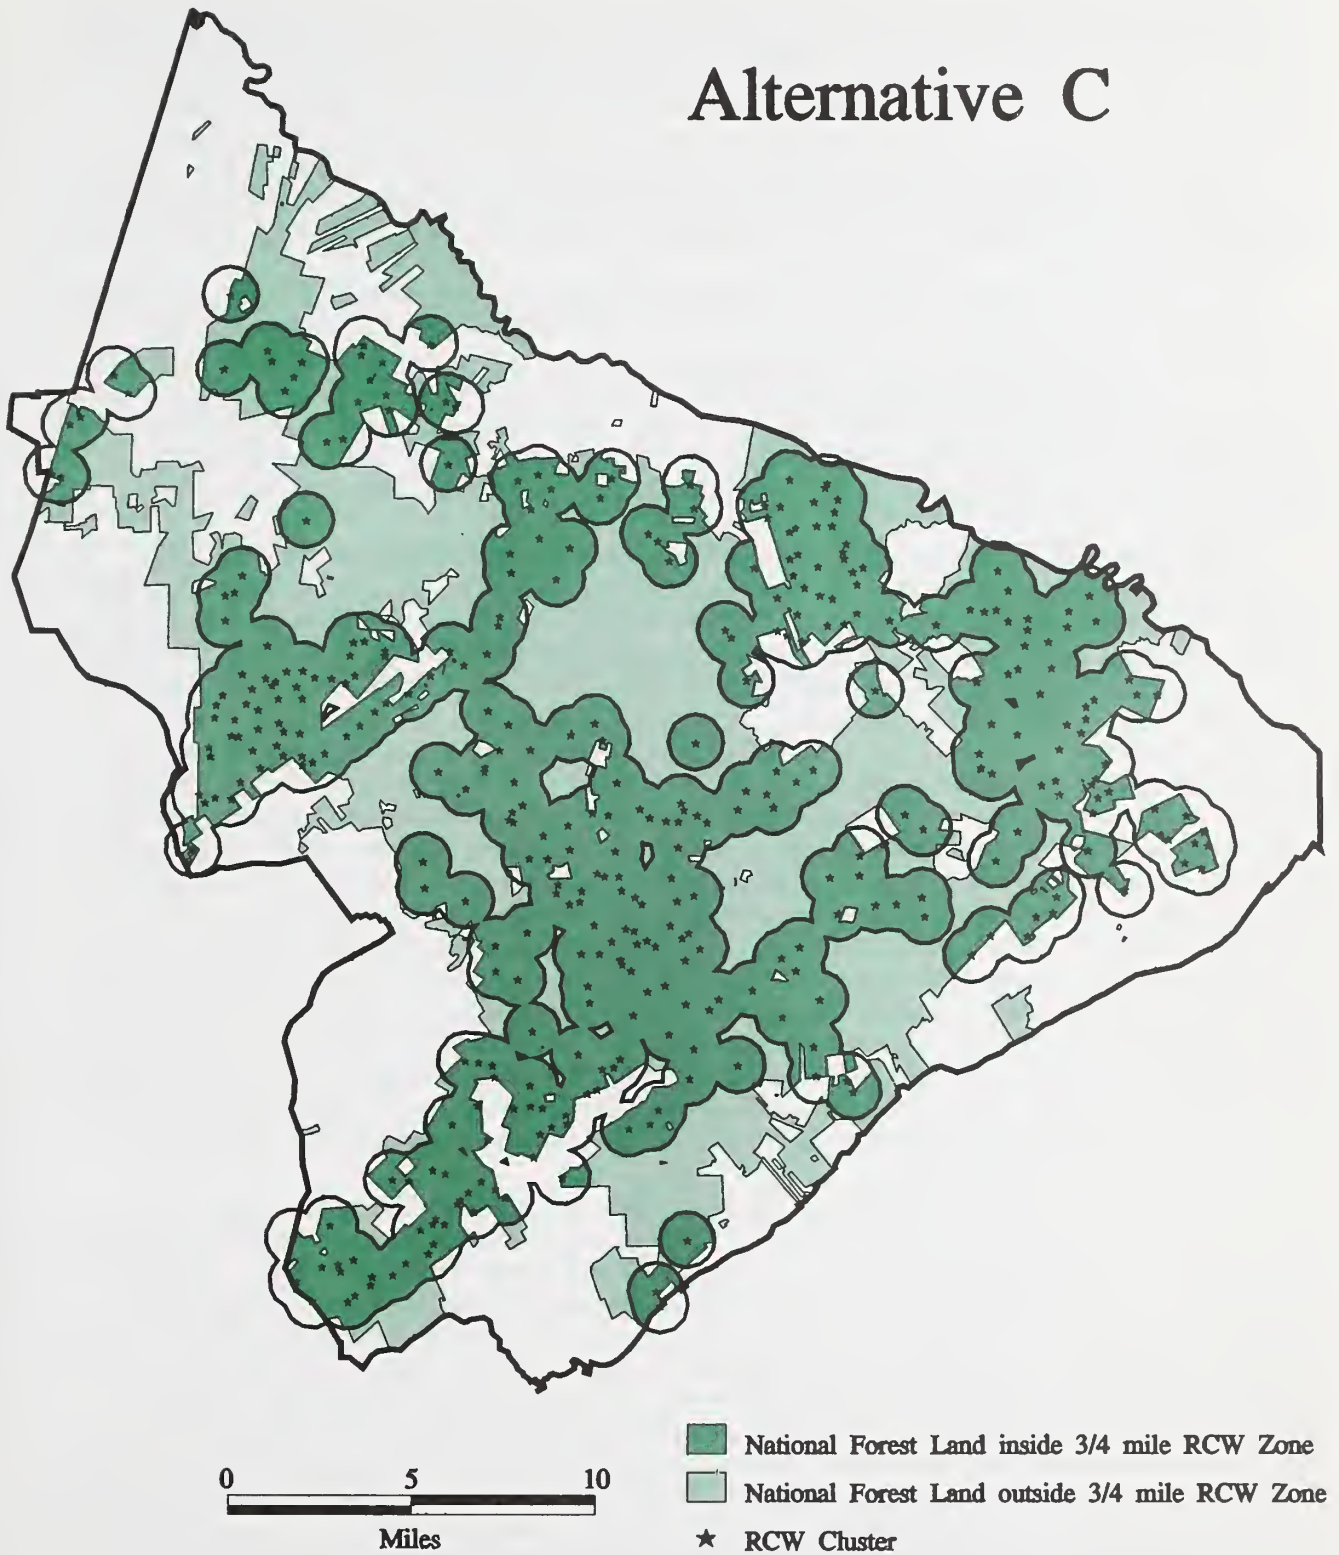 Alternative C
National Forest Land inside 3/4 mile RCW Zone
0 5 10
National Forest Land outside 3/4 mile RCW Zone
Miles
RCW Cluster